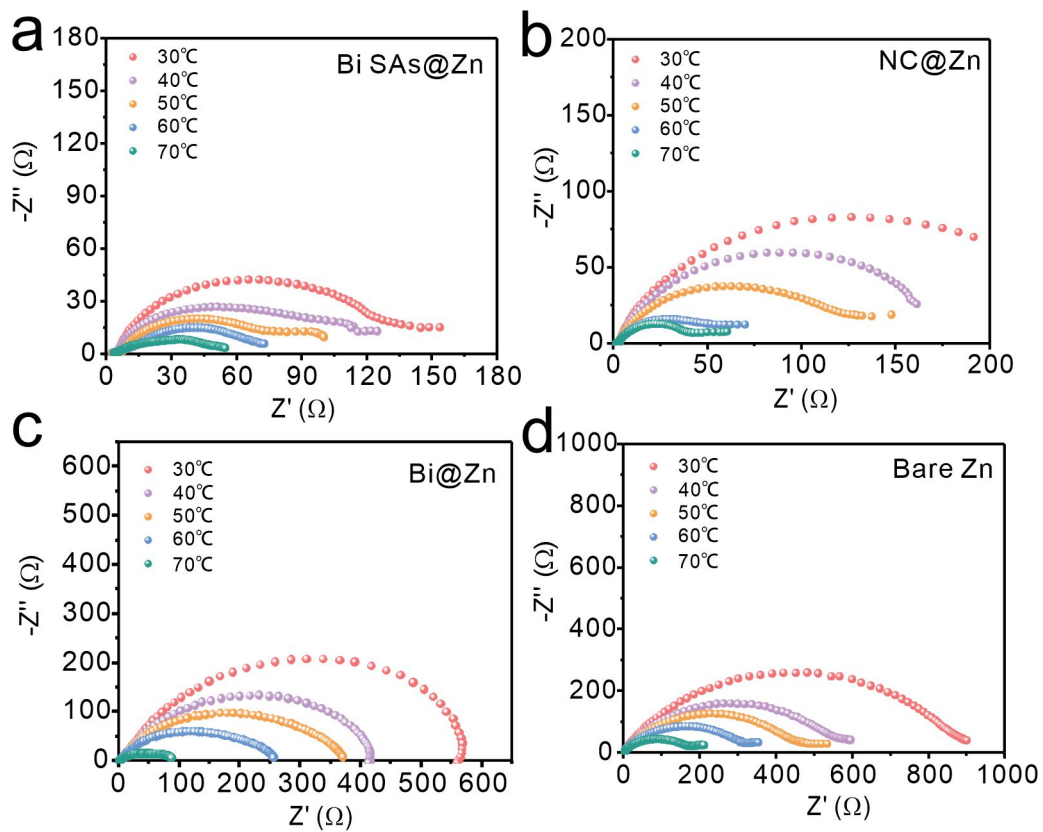 a
180
150
120
90
60
30
0
-Z'' (Ω)
30℃
40℃
50℃
60℃
70℃
Bi SAs@Zn
0 30 60 90 120 150 180
Z' (Ω)
b
200
150
100
50
0
-Z'' (Ω)
30℃
40℃
50℃
60℃
70℃
NC@Zn
0 50 100 150 200
Z' (Ω)
c
600
500
400
300
200
100
0
-Z'' (Ω)
30℃
40℃
50℃
60℃
70℃
Bi@Zn
0 100 200 300 400 500 600
Z' (Ω)
d
1000
800
600
400
200
0
-Z'' (Ω)
30℃
40℃
50℃
60℃
70℃
Bare Zn
0 200 400 600 800 1000
Z' (Ω)